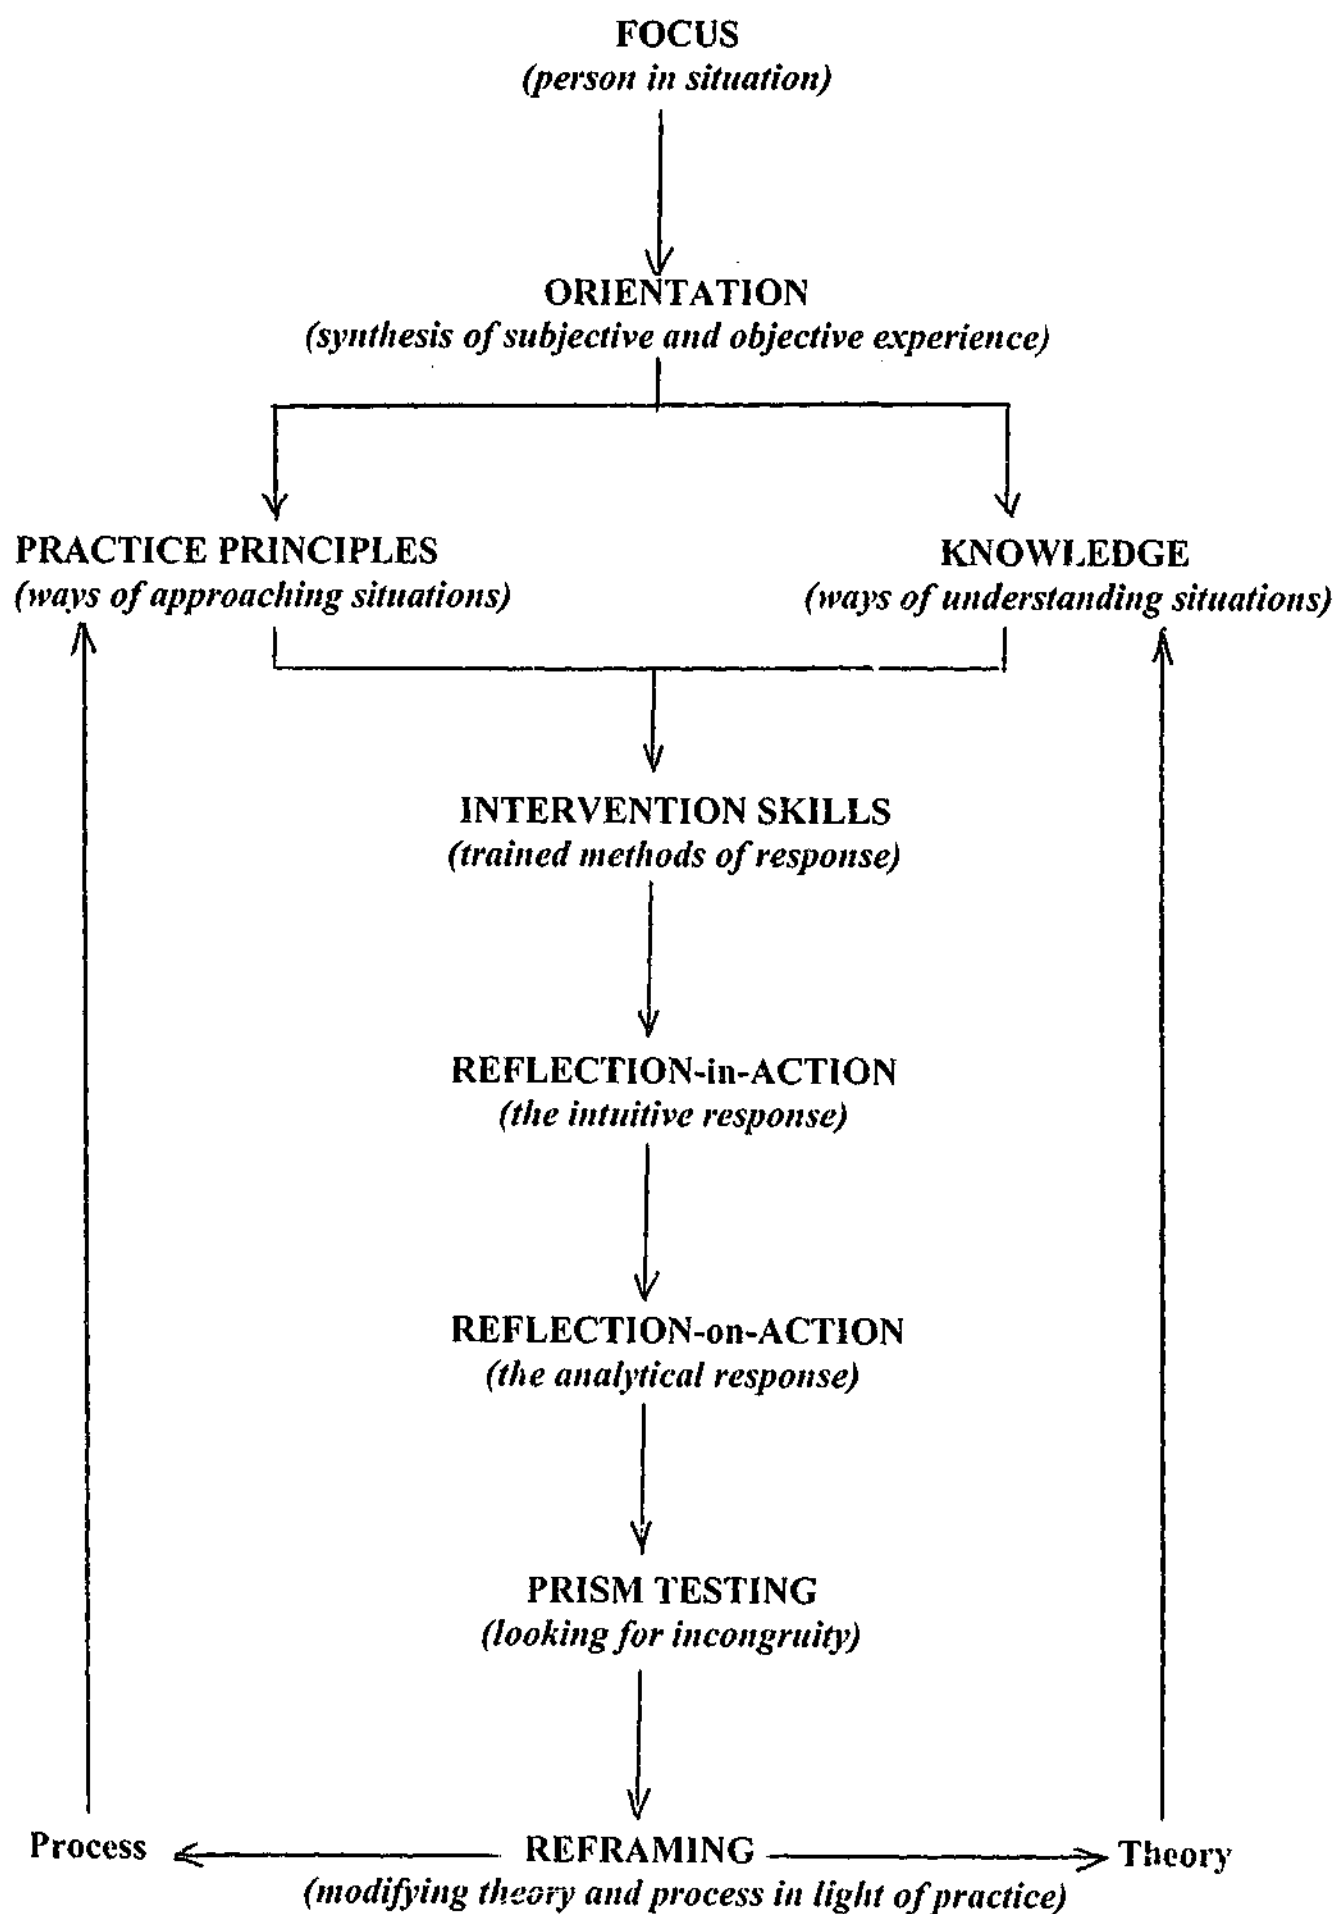 FOCUS
(person in situation)
ORIENTATION
(synthesis of subjective and objective experience)
PRACTICE PRINCIPLES
(ways of approaching situations)
KNOWLEDGE
(ways of understanding situations)
INTERVENTION SKILLS
(trained methods of response)
REFLECTION-in-ACTION
(the intuitive response)
REFLECTION-on-ACTION
(the analytical response)
PRISM TESTING
(looking for incongruity)
Process
REFRAMING
Theory
(modifying theory and process in light of practice)